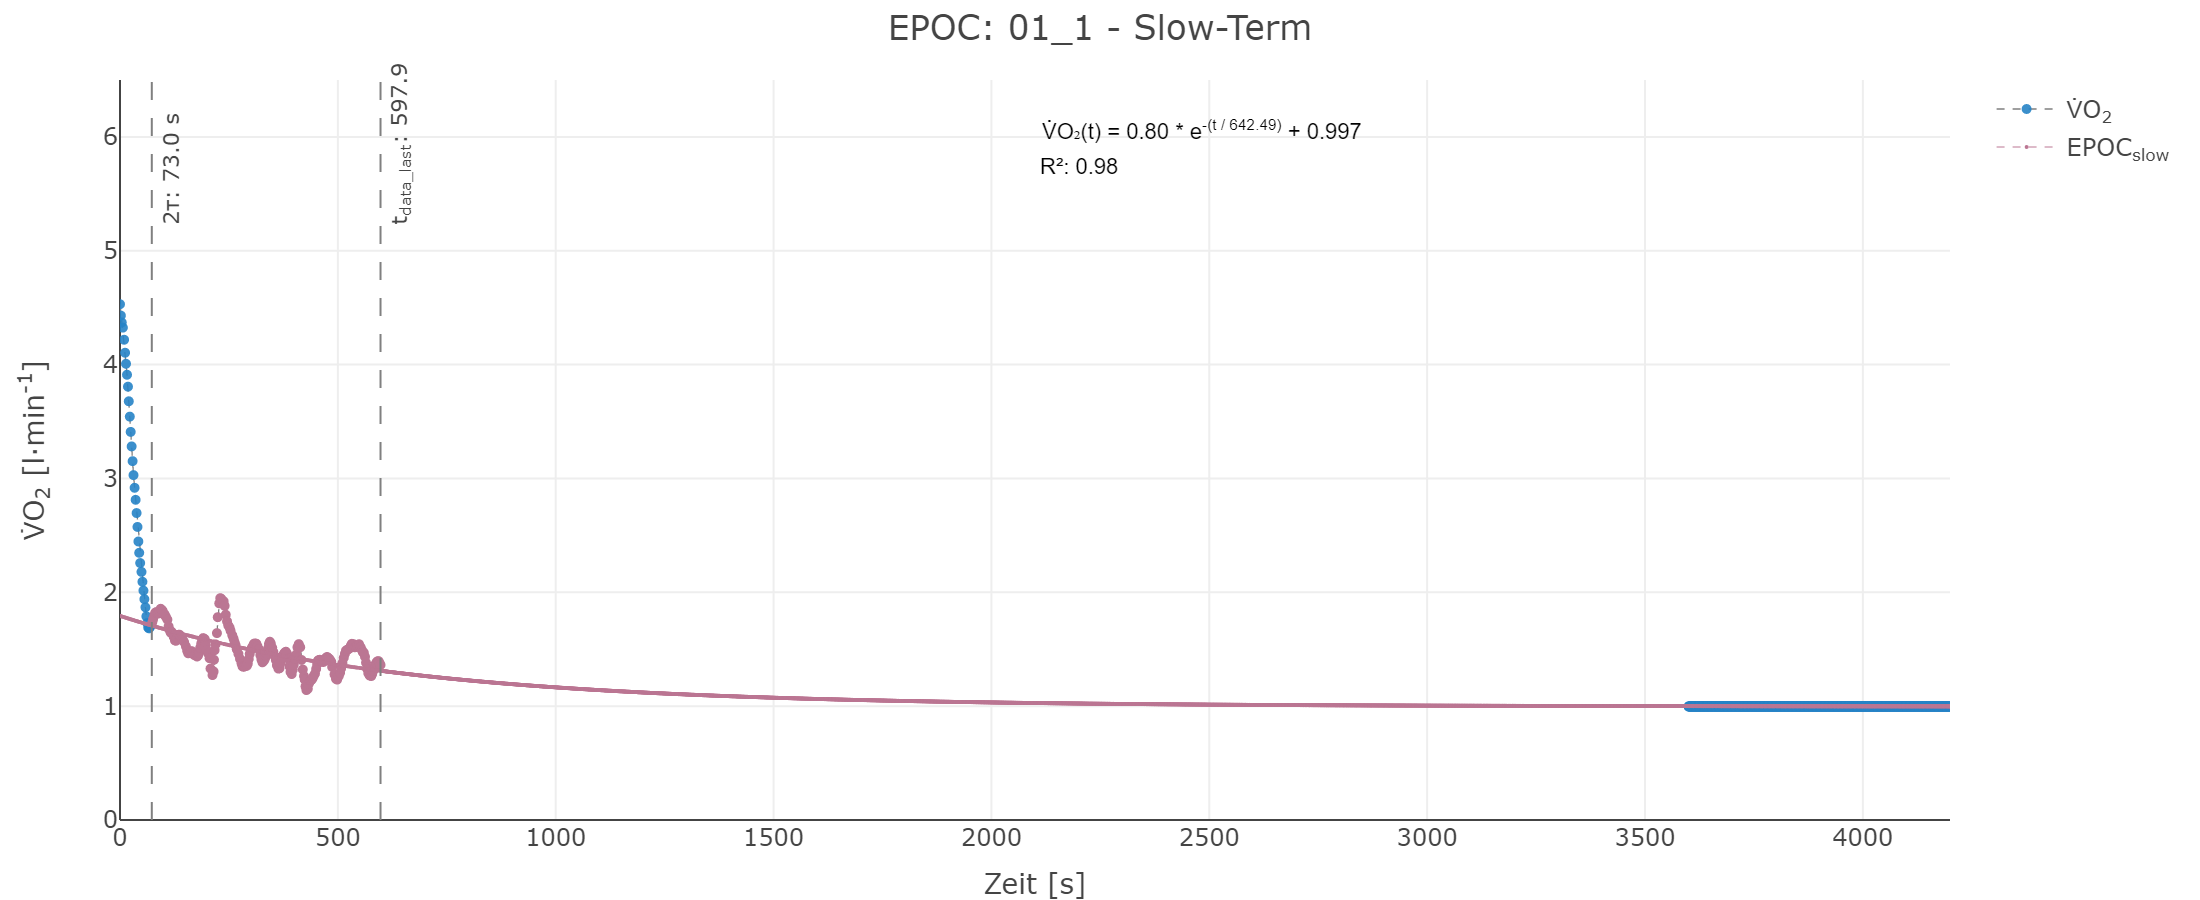 EPOC: 01_1 - Slow-Term
2τ: 73.0 s
t_data_last: 597.9
V̇O₂(t) = 0.80 * e^-(t / 642.49) + 0.997
R²: 0.98
V̇O₂
EPOC_slow
V̇O₂ [l·min⁻¹]
6
5
4
3
2
1
0
0 500 1000 1500 2000 2500 3000 3500 4000
Zeit [s]